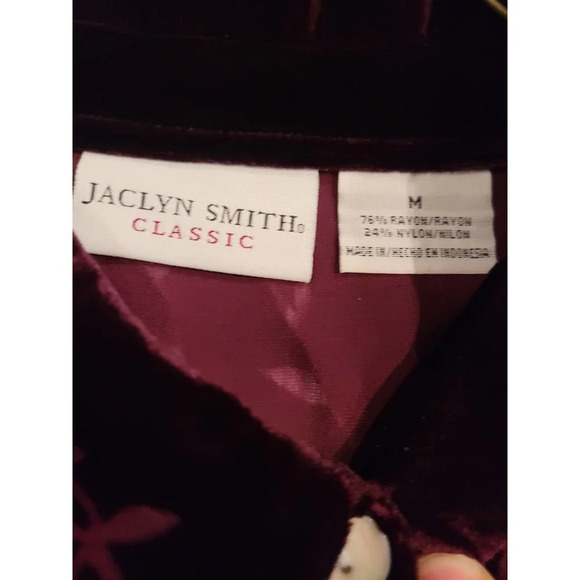 JACLYN SMITH®
CLASSIC
M
76% RAYON/RAYON
24% NYLON/NILON
MADE IN/HECHO EN INDONESIA